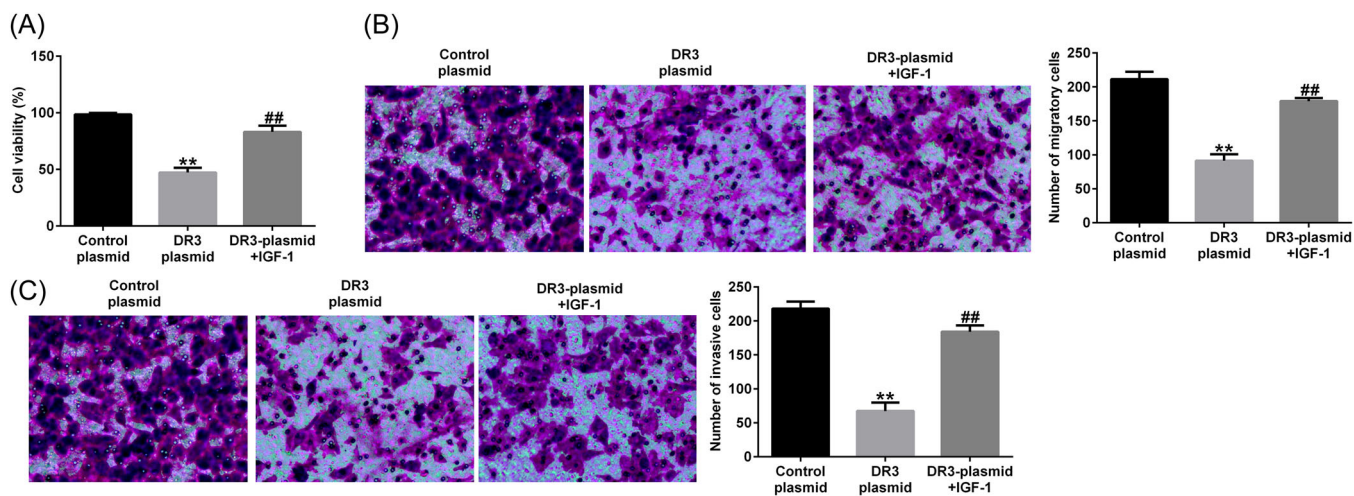 (A)
Cell viability (%)
150
100
50
0
**
##
Control
plasmid
DR3
plasmid
DR3-plasmid
+IGF-1
(B)
Control
plasmid
DR3
plasmid
DR3-plasmid
+IGF-1
Number of migratory cells
250
200
150
100
50
0
**
##
Control
plasmid
DR3
plasmid
DR3-plasmid
+IGF-1
(C)
Control
plasmid
DR3
plasmid
DR3-plasmid
+IGF-1
Number of invasive cells
250
200
150
100
50
0
**
##
Control
plasmid
DR3
plasmid
DR3-plasmid
+IGF-1